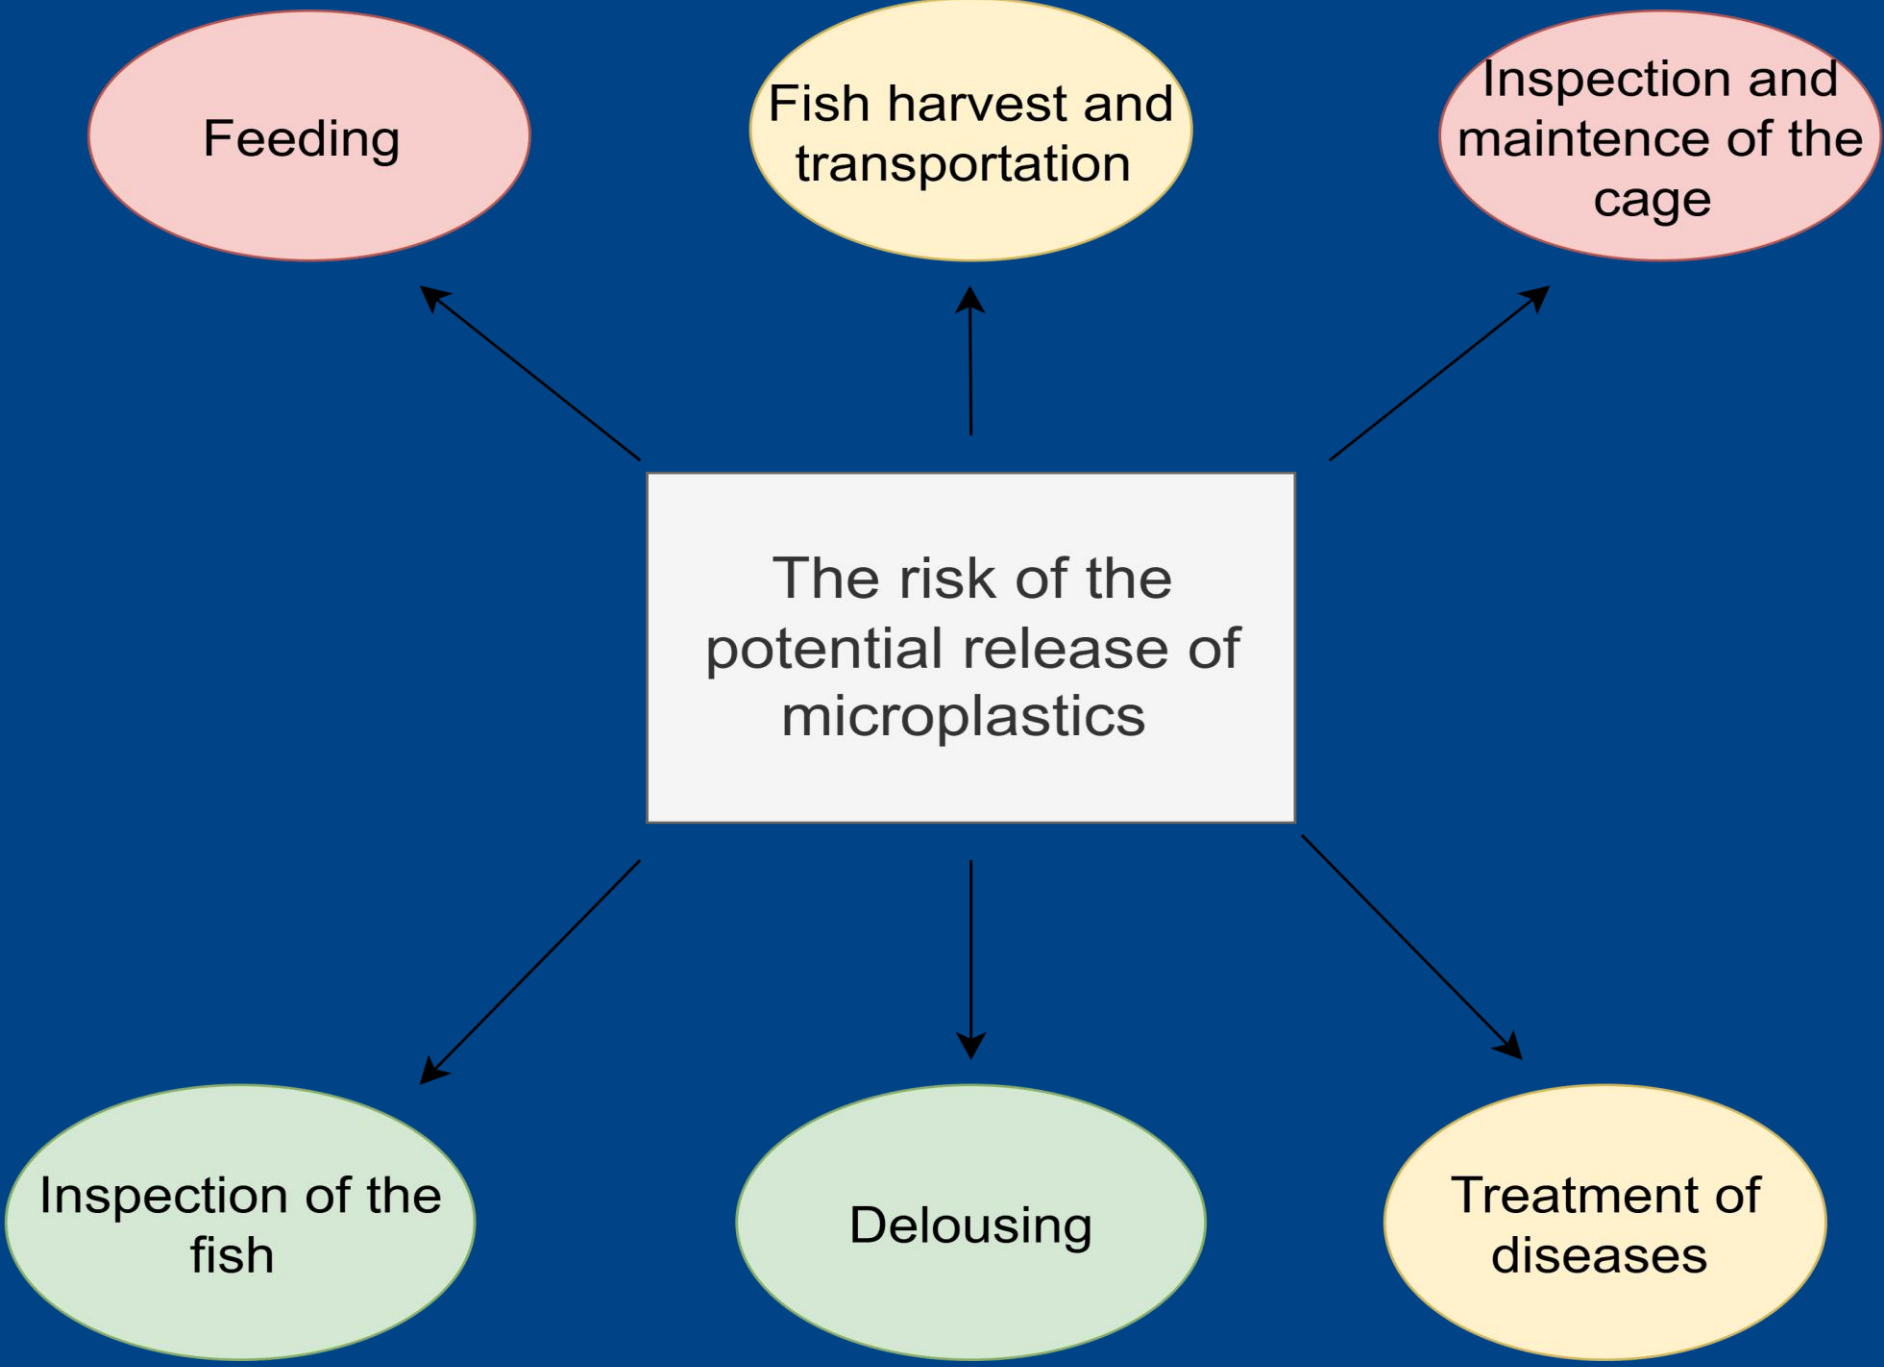 Feeding
Fish harvest and
transportation
Inspection and
maintence of the
cage
The risk of the
potential release of
microplastics
Inspection of the
fish
Delousing
Treatment of
diseases